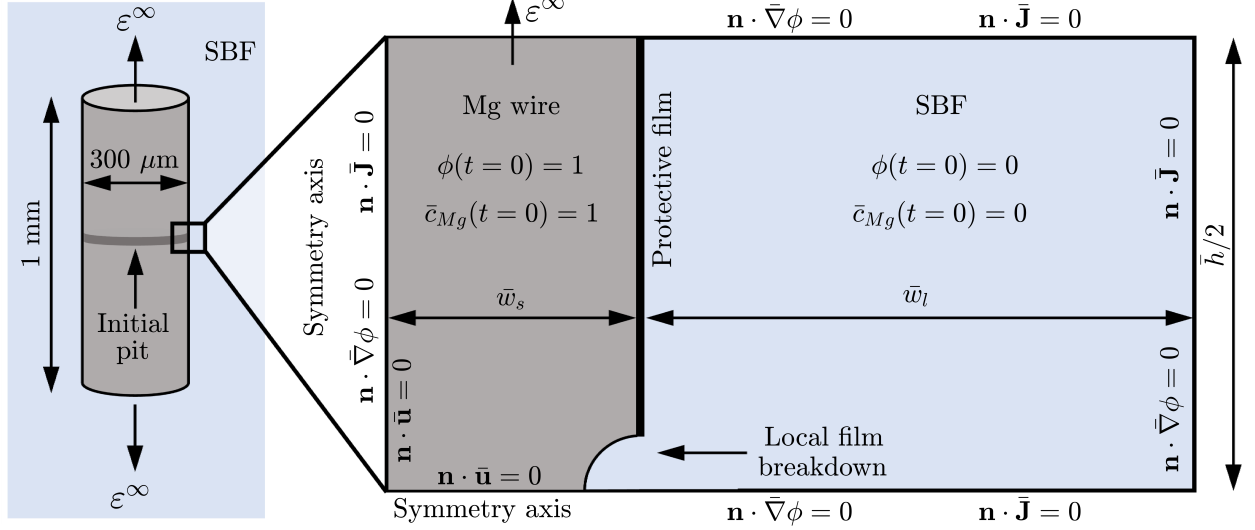 ε^∞
SBF
300 μm
1 mm
Initial
pit
ε^∞
ε^∞
n · ∇̄ϕ = 0
n · J̄ = 0
Symmetry axis
n · J̄ = 0
n · ∇̄ϕ = 0
n · ū = 0
Mg wire
ϕ(t = 0) = 1
c̄_{Mg}(t = 0) = 1
w̄_s
n · ū = 0
Protective film
SBF
ϕ(t = 0) = 0
c̄_{Mg}(t = 0) = 0
w̄_l
Local film
breakdown
n · J̄ = 0
n · ∇̄ϕ = 0
h̄/2
Symmetry axis
n · ∇̄ϕ = 0
n · J̄ = 0